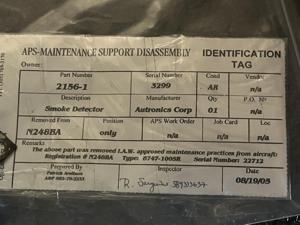 APS-MAINTENANCE SUPPORT DISASSEMBLY
IDENTIFICATION TAG
Owner:
Part Number Serial Number Cond Vendor
2156-1 3299 AR n/a
Description Manufacturer Qty P.O. №
Smoke Detector Autronics Corp 01 n/a
Removed From Position APS Work Order Job Card Loc
N248BA only n/a n/a n/a
Remarks
The above part was removed I.A.W. approved maintenance practices from aircraft:
Registration # N248BA Type: B747-100SR Serial Number: 22712
Prepared By Inspector Date
Patrick
08/19/05